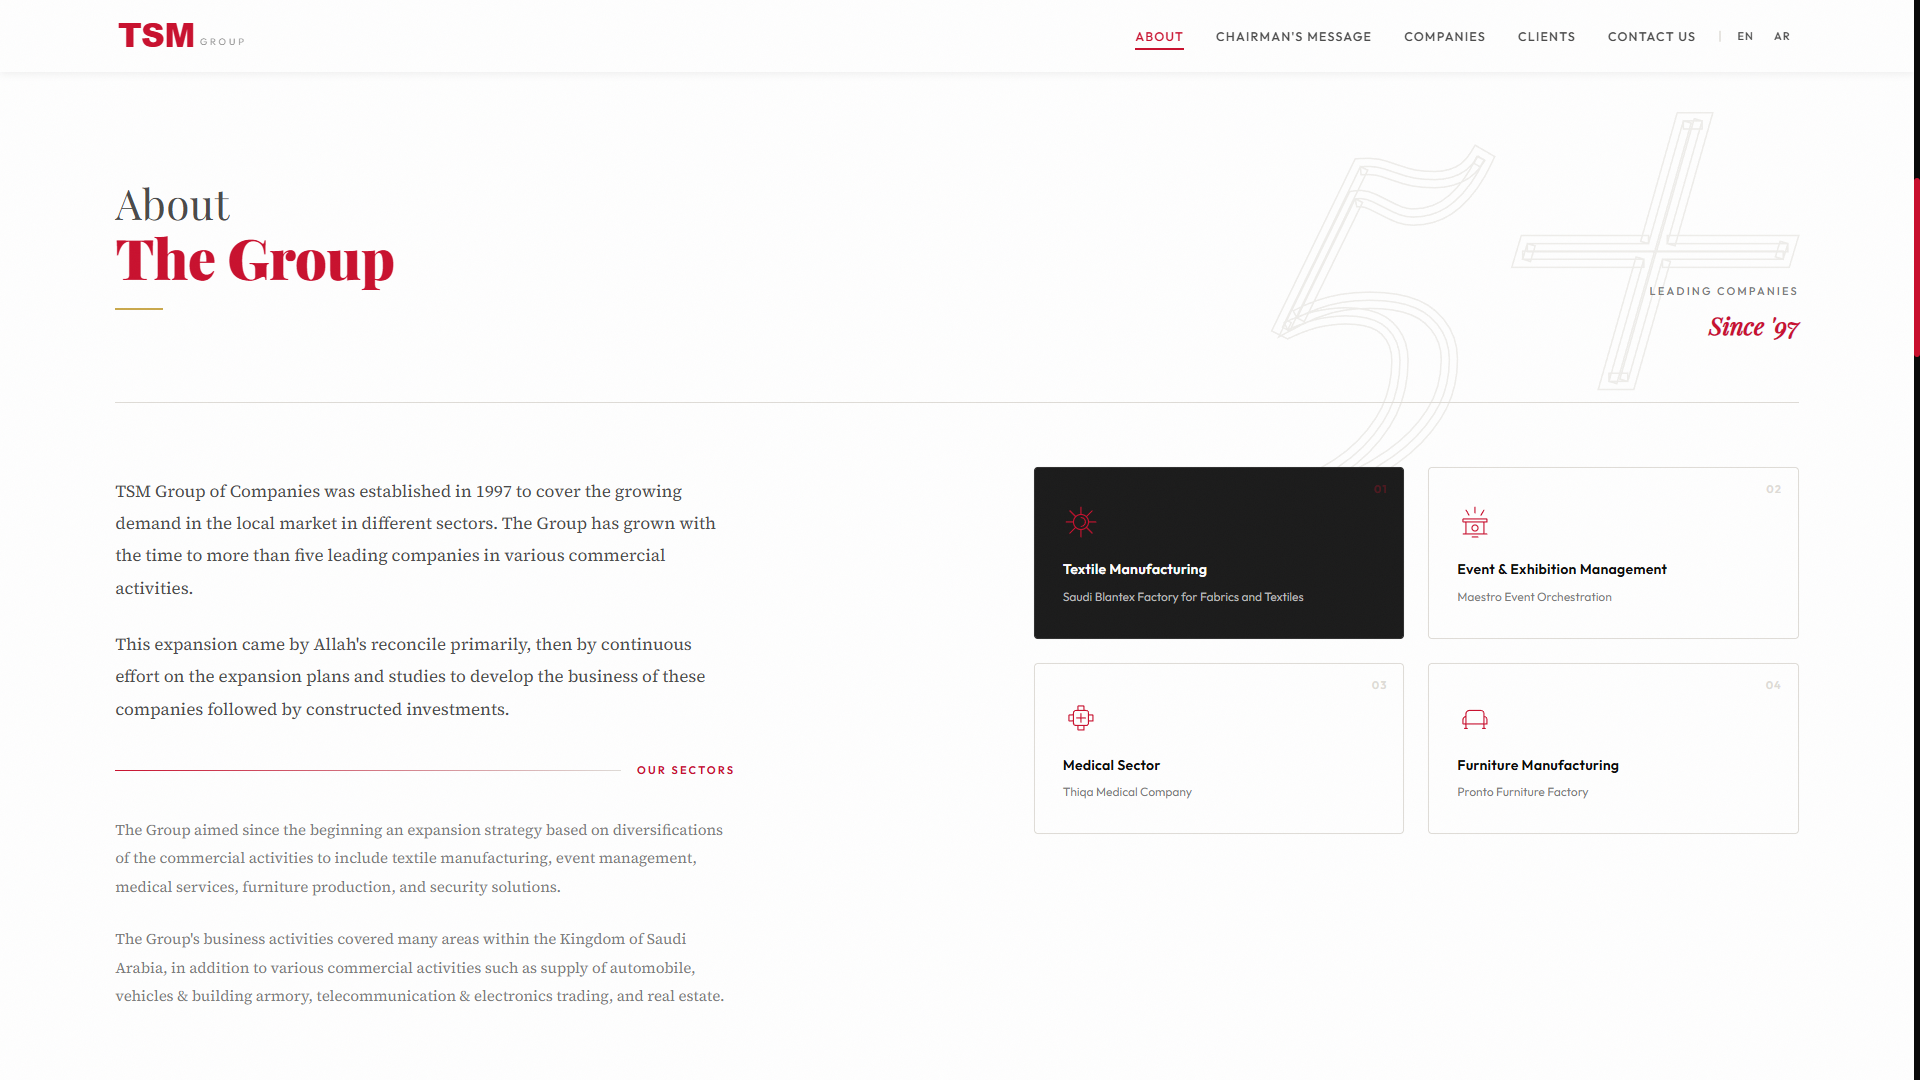 TSM GROUP
ABOUT
CHAIRMAN'S MESSAGE
COMPANIES
CLIENTS
CONTACT US
EN
AR
About
The Group
5+
LEADING COMPANIES
Since '97
TSM Group of Companies was established in 1997 to cover the growing
demand in the local market in different sectors. The Group has grown with
the time to more than five leading companies in various commercial
activities.
This expansion came by Allah's reconcile primarily, then by continuous
effort on the expansion plans and studies to develop the business of these
companies followed by constructed investments.
OUR SECTORS
The Group aimed since the beginning an expansion strategy based on diversifications
of the commercial activities to include textile manufacturing, event management,
medical services, furniture production, and security solutions.
The Group's business activities covered many areas within the Kingdom of Saudi
Arabia, in addition to various commercial activities such as supply of automobile,
vehicles & building armory, telecommunication & electronics trading, and real estate.
01
Textile Manufacturing
Saudi Blantex Factory for Fabrics and Textiles
02
Event & Exhibition Management
Maestro Event Orchestration
03
Medical Sector
Thiqa Medical Company
04
Furniture Manufacturing
Pronto Furniture Factory